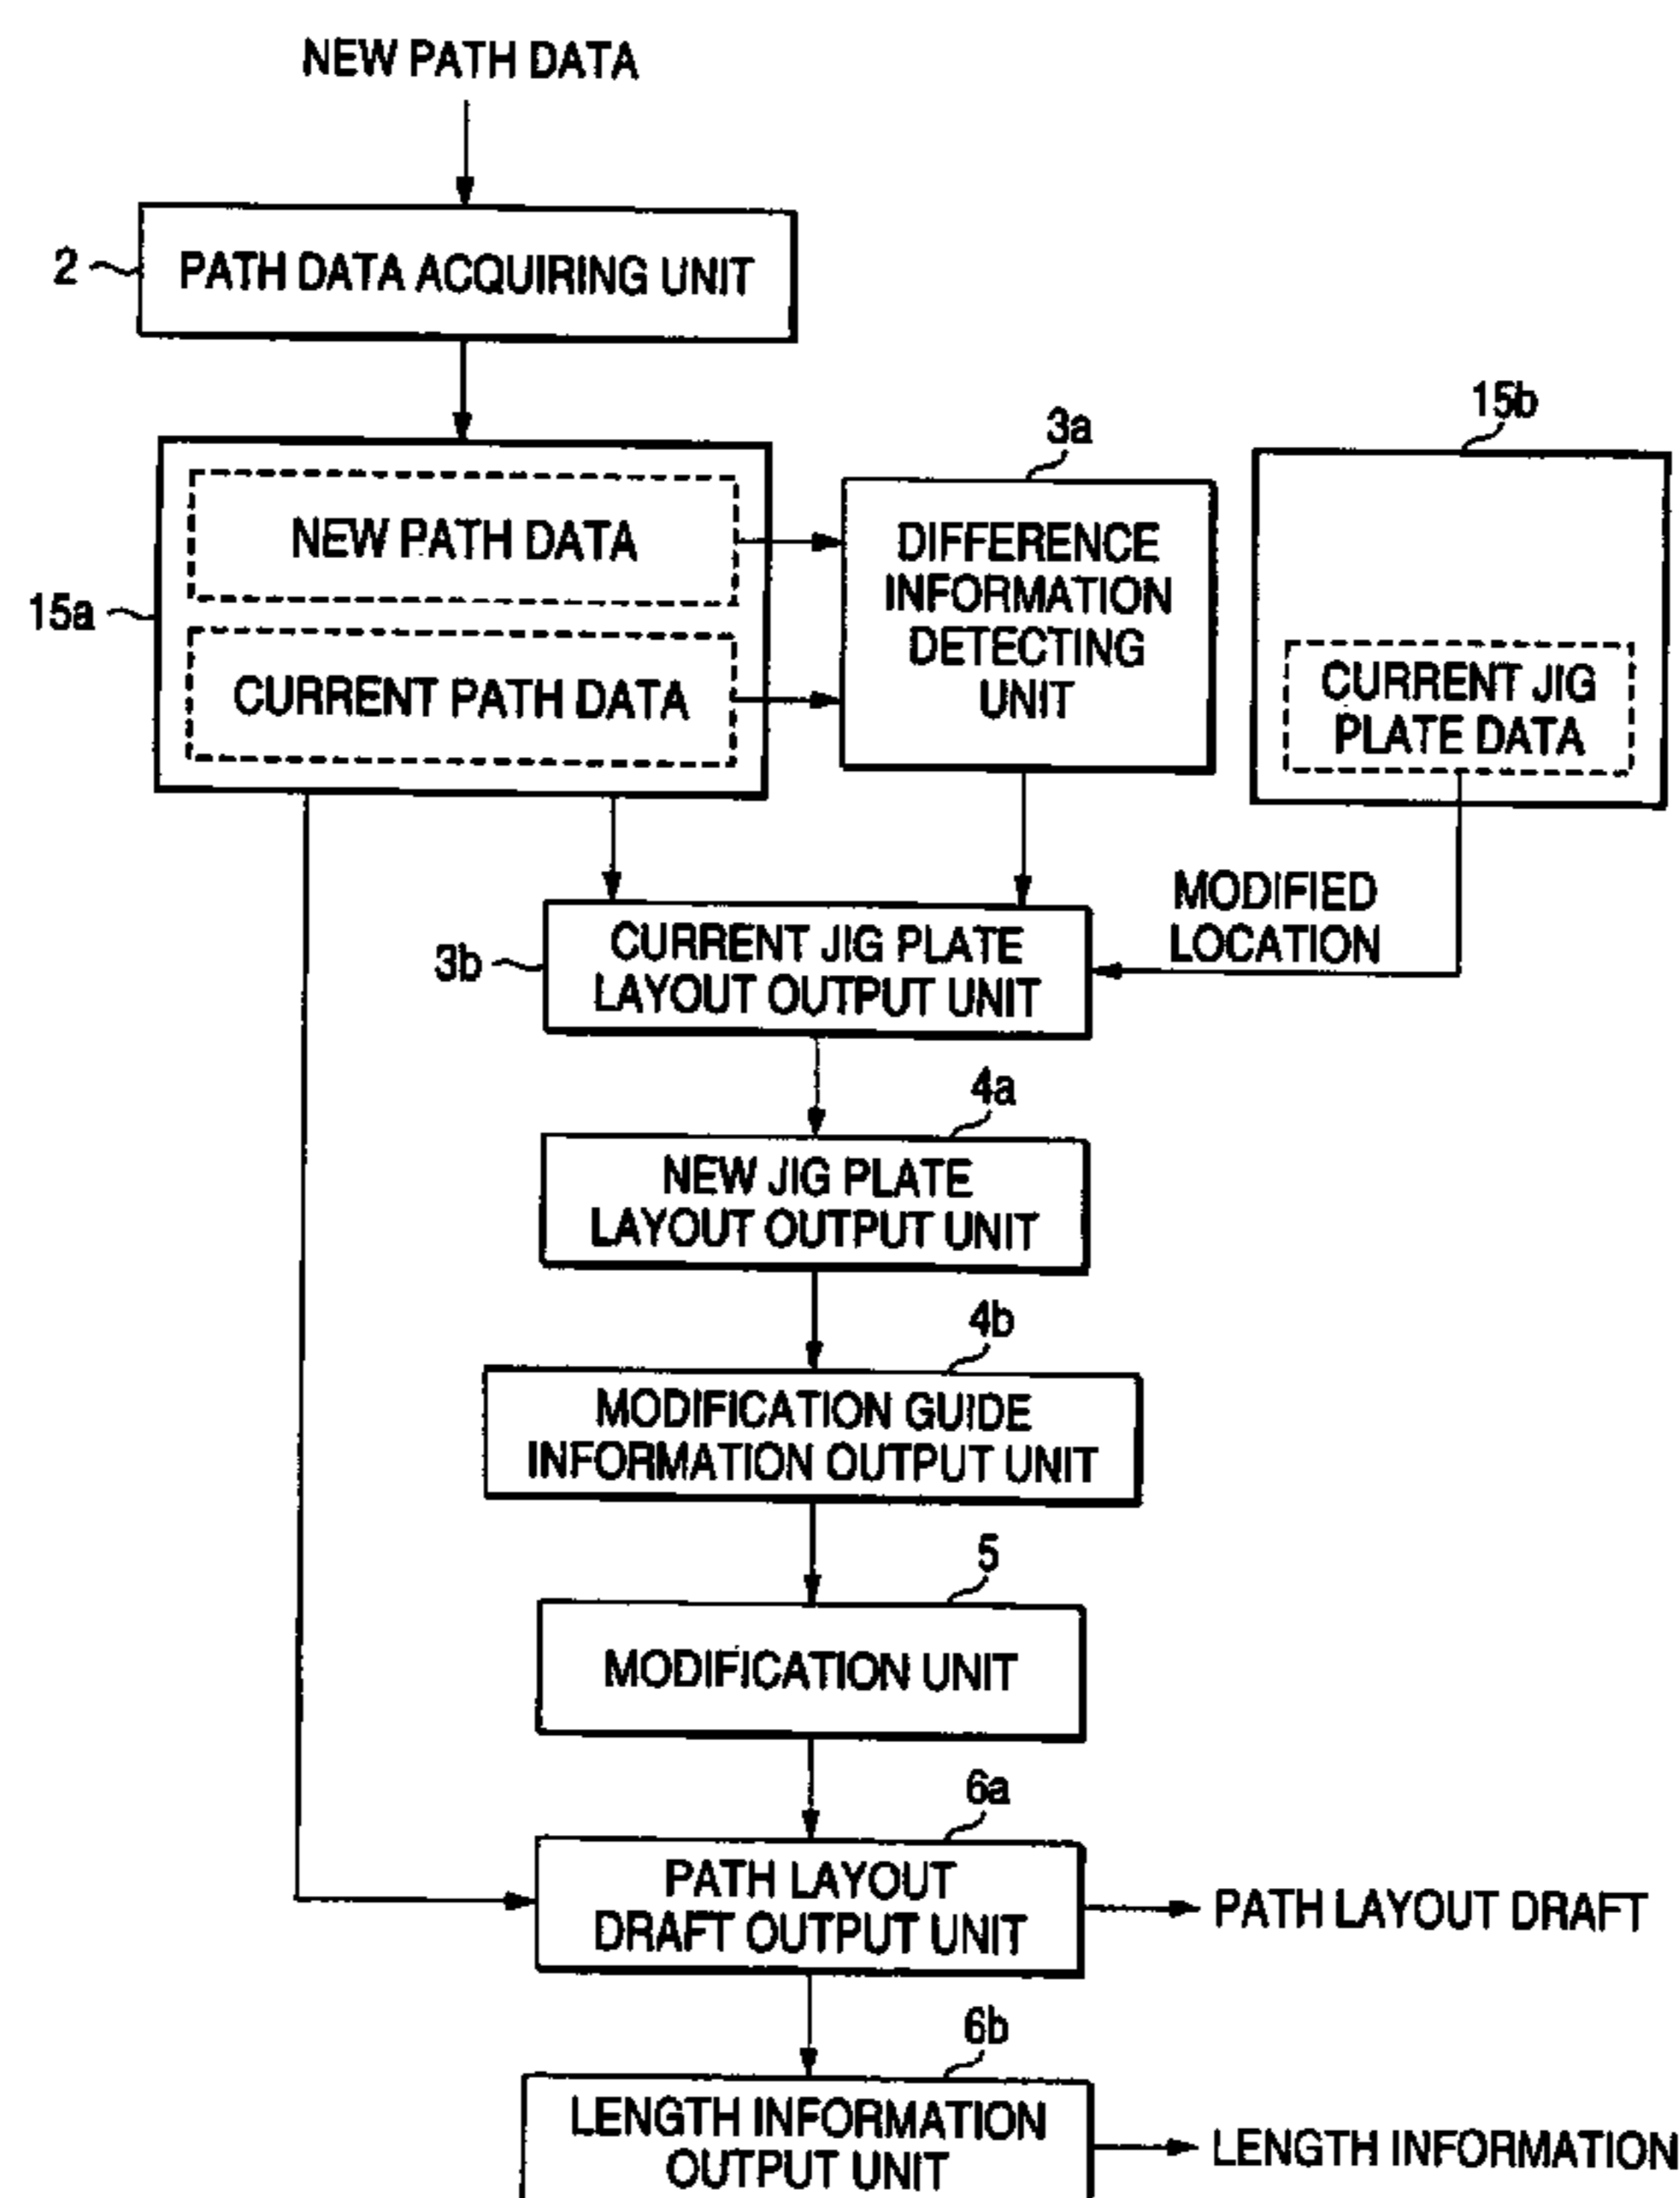 NEW PATH DATA
2
PATH DATA ACQUIRING UNIT
15a
NEW PATH DATA
CURRENT PATH DATA
3a
DIFFERENCE
INFORMATION
DETECTING
UNIT
15b
CURRENT JIG
PLATE DATA
MODIFIED
LOCATION
3b
CURRENT JIG PLATE
LAYOUT OUTPUT UNIT
4a
NEW JIG PLATE
LAYOUT OUTPUT UNIT
4b
MODIFICATION GUIDE
INFORMATION OUTPUT UNIT
5
MODIFICATION UNIT
6a
PATH LAYOUT
DRAFT OUTPUT UNIT
PATH LAYOUT DRAFT
6b
LENGTH INFORMATION
OUTPUT UNIT
LENGTH INFORMATION